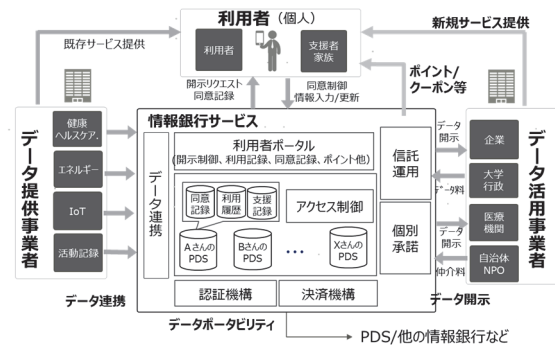 利用者（個人）
利用者
支援者
家族
新規サービス提供
既存サービス提供
開示リクエスト
同意記録
同意制御
情報入力/更新
ポイント/
クーポン等
データ提供事業者
健康
ヘルスケア.
エネルギー
IoT
活動記録
データ連携
情報銀行サービス
利用者ポータル
(開示制御、利用記録、同意記録、ポイント他)
データ連携
同意
記録
利用
履歴
支援
記録
アクセス制御
Aさんの
PDS
Bさんの
PDS
・・・
Xさんの
PDS
認証機構
決済機構
信託
運用
個別
承諾
データ
開示
データ料
データ
開示
仲介料
企業
大学
行政
医療
機関
自治体
NPO
データ活用事業者
データ開示
データポータビリティ
PDS/他の情報銀行など